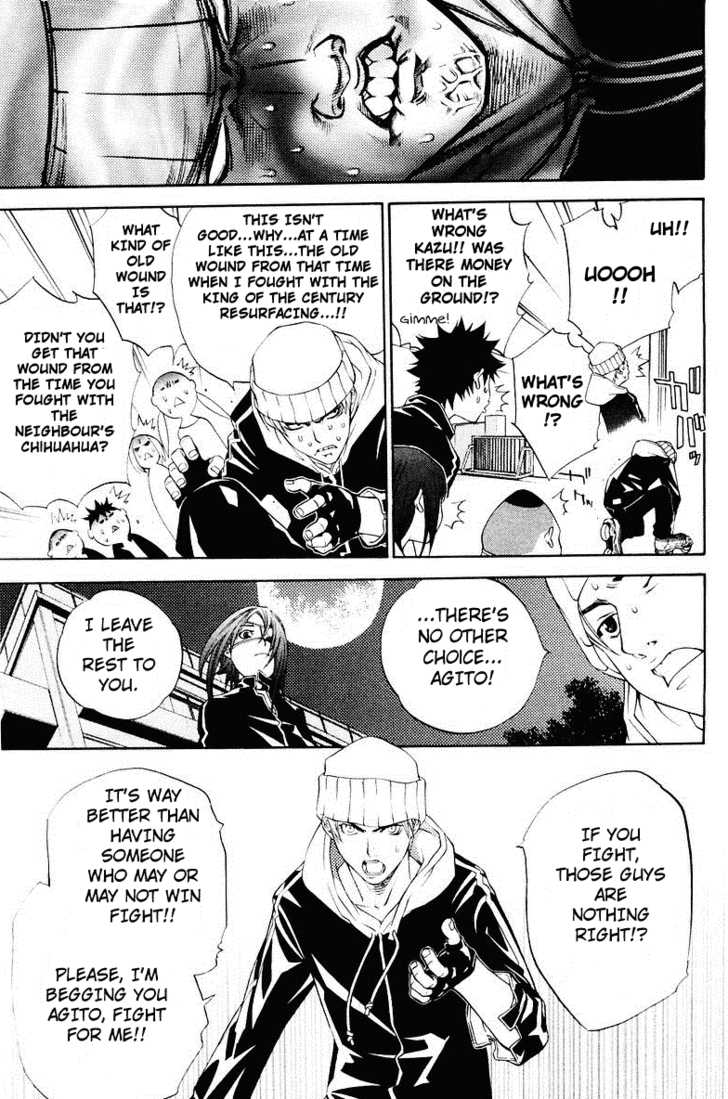 UH!!
UOOOH
!!
WHAT'S
WRONG
KAZU!! WAS
THERE MONEY
ON THE
GROUND!?
GIMME!
WHAT'S
WRONG
!?
THIS ISN'T
GOOD...WHY...AT A TIME
LIKE THIS...THE OLD
WOUND FROM THAT TIME
WHEN I FOUGHT WITH THE
KING OF THE CENTURY
RESURFACING...!!
WHAT
KIND OF
OLD
WOUND
IS
THAT!?
DIDN'T YOU
GET THAT
WOUND FROM
THE TIME YOU
FOUGHT WITH
THE
NEIGHBOUR'S
CHIHUAHUA?
...THERE'S
NO OTHER
CHOICE...
AGITO!
I LEAVE
THE
REST TO
YOU.
IF YOU
FIGHT,
THOSE GUYS
ARE
NOTHING
RIGHT!?
IT'S WAY
BETTER THAN
HAVING
SOMEONE
WHO MAY OR
MAY NOT WIN
FIGHT!!
PLEASE, I'M
BEGGING YOU
AGITO, FIGHT
FOR ME!!